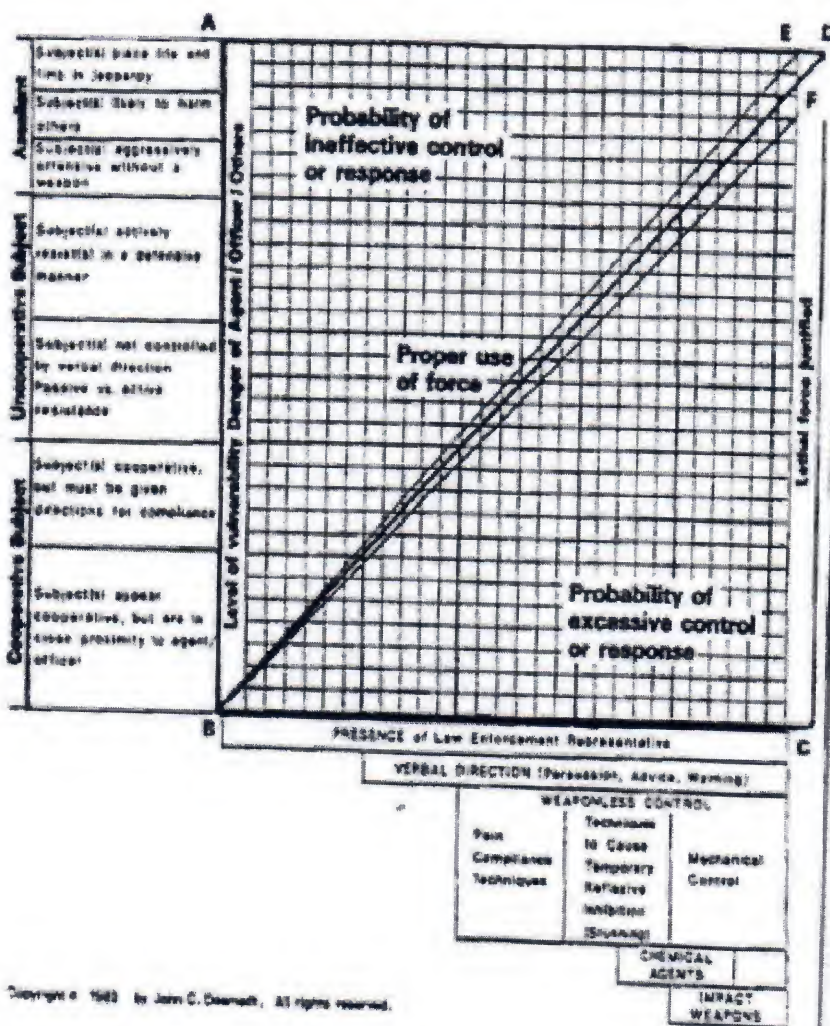 A
E D
F
Assailant
Subject(s) place life and
limb in jeopardy
Subject(s) likely to harm
others
Subject(s) aggressively
offensive without a
weapon
Uncooperative Subject
Subject(s) actively
resistist in a defensive
manner
Subject(s) not controlled
by verbal direction
Passive vs. active
resistance
Cooperative Subject
Subject(s) cooperative,
but must be given
directions for compliance
Subject(s) appear
cooperative, but are in
close proximity to agent/
officer
Level of vulnerability Danger of Agent / Officer / Others
Probability of
ineffective control
or response
Proper use
of force
Probability of
excessive control
or response
Lethal force justified
B
C
PRESENCE of Law Enforcement Representative
VERBAL DIRECTION (Persuasion, Advice, Warning)
WEAPONLESS CONTROL
Pain
Compliance
Techniques
Techniques
to Cause
Temporary
Reflexive
Inhibition
(Stunning)
Mechanical
Control
CHEMICAL
AGENTS
IMPACT
WEAPONS
Copyright © by John C. All rights reserved.